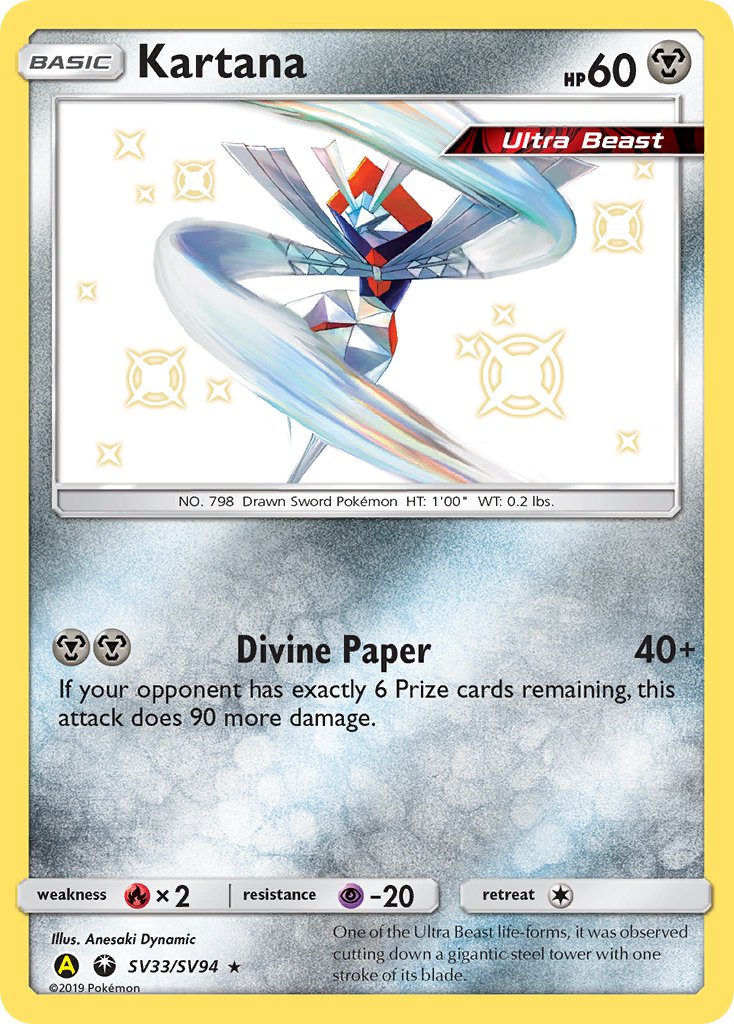 BASIC Kartana HP60
Ultra Beast
NO. 798 Drawn Sword Pokémon HT: 1'00" WT: 0.2 lbs.
Divine Paper 40+
If your opponent has exactly 6 Prize cards remaining, this
attack does 90 more damage.
weakness ×2 resistance -20 retreat
Illus. Anesaki Dynamic
A SV33/SV94 ★
©2019 Pokémon
One of the Ultra Beast life-forms, it was observed
cutting down a gigantic steel tower with one
stroke of its blade.